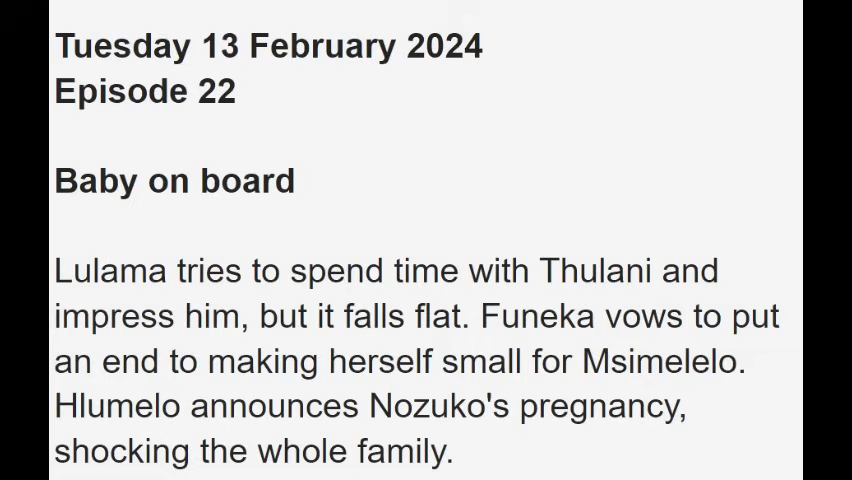 Tuesday 13 February 2024
Episode 22
Baby on board
Lulama tries to spend time with Thulani and
impress him, but it falls flat. Funeka vows to put
an end to making herself small for Msimelelo.
Hlumelo announces Nozuko's pregnancy,
shocking the whole family.